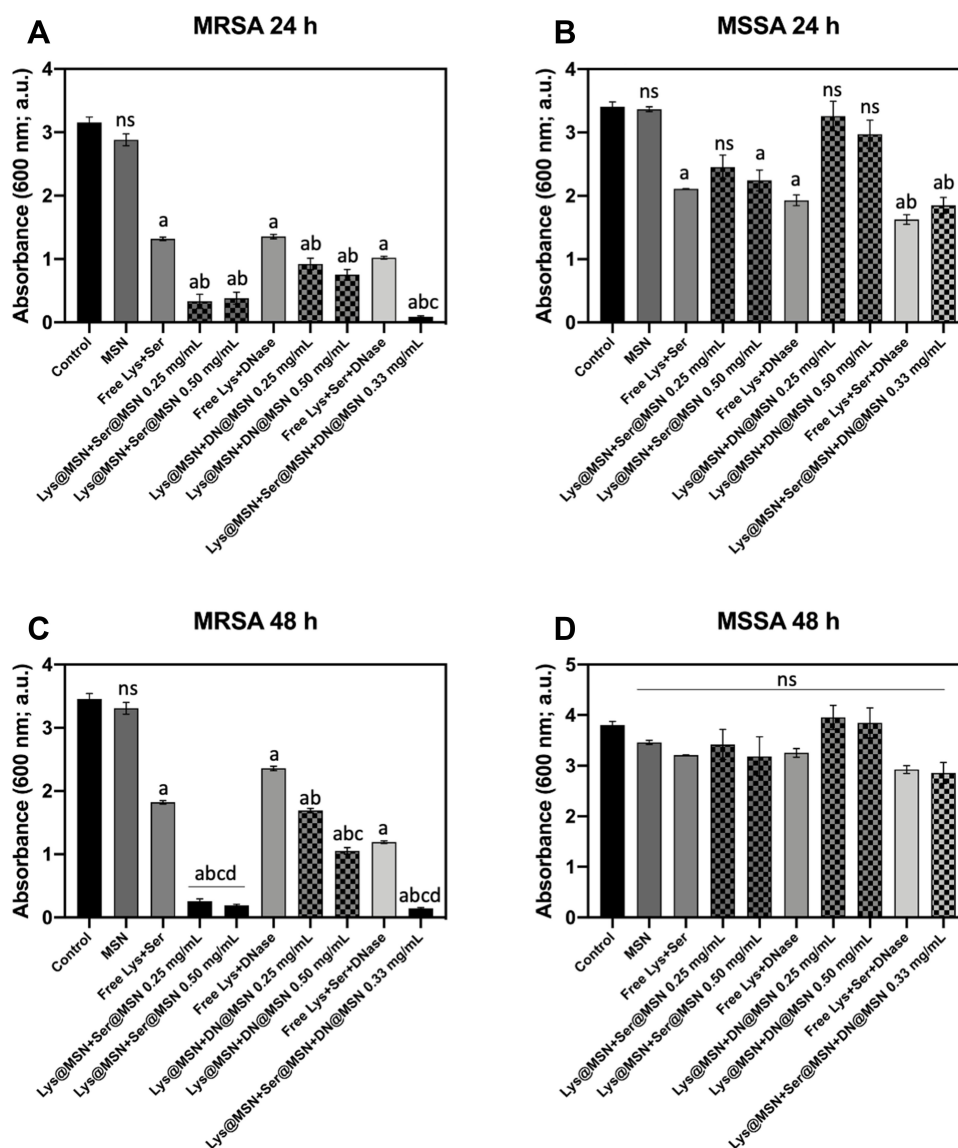 A
MRSA 24 h
Absorbance (600 nm; a.u.)
4
3
2
1
0
ns
a
ab
ab
a
ab
ab
a
abc
Control
MSN
Free Lys+Ser
Lys@MSN+Ser@MSN 0.25 mg/mL
Lys@MSN+Ser@MSN 0.50 mg/mL
Free Lys+DNase
Lys@MSN+DN@MSN 0.25 mg/mL
Lys@MSN+DN@MSN 0.50 mg/mL
Free Lys+Ser+DNase
Lys@MSN+Ser@MSN+DN@MSN 0.33 mg/mL
B
MSSA 24 h
Absorbance (600 nm; a.u.)
4
3
2
1
0
ns
a
ns
a
a
ns
ns
ab
ab
Control
MSN
Free Lys+Ser
Lys@MSN+Ser@MSN 0.25 mg/mL
Lys@MSN+Ser@MSN 0.50 mg/mL
Free Lys+DNase
Lys@MSN+DN@MSN 0.25 mg/mL
Lys@MSN+DN@MSN 0.50 mg/mL
Free Lys+Ser+DNase
Lys@MSN+Ser@MSN+DN@MSN 0.33 mg/mL
C
MRSA 48 h
Absorbance (600 nm; a.u.)
4
3
2
1
0
ns
a
abcd
a
ab
abc
a
abcd
Control
MSN
Free Lys+Ser
Lys@MSN+Ser@MSN 0.25 mg/mL
Lys@MSN+Ser@MSN 0.50 mg/mL
Free Lys+DNase
Lys@MSN+DN@MSN 0.25 mg/mL
Lys@MSN+DN@MSN 0.50 mg/mL
Free Lys+Ser+DNase
Lys@MSN+Ser@MSN+DN@MSN 0.33 mg/mL
D
MSSA 48 h
Absorbance (600 nm; a.u.)
5
4
3
2
1
0
ns
Control
MSN
Free Lys+Ser
Lys@MSN+Ser@MSN 0.25 mg/mL
Lys@MSN+Ser@MSN 0.50 mg/mL
Free Lys+DNase
Lys@MSN+DN@MSN 0.25 mg/mL
Lys@MSN+DN@MSN 0.50 mg/mL
Free Lys+Ser+DNase
Lys@MSN+Ser@MSN+DN@MSN 0.33 mg/mL